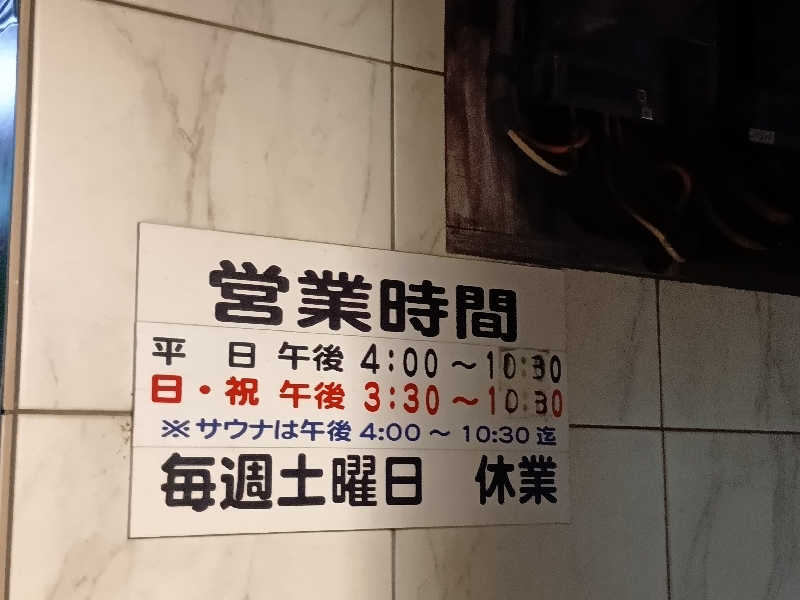 営業時間
平 日 午後 4:00 ～10:30
日・祝 午後 3:30 ～10:30
※サウナは午後 4:00 ～ 10:30 迄
毎週土曜日 休業